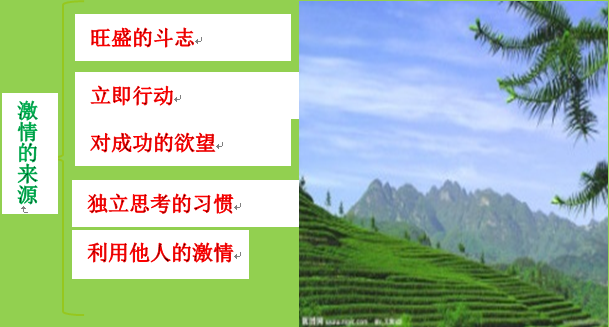 激情的来源
旺盛的斗志
立即行动
对成功的欲望
独立思考的习惯
利用他人的激情